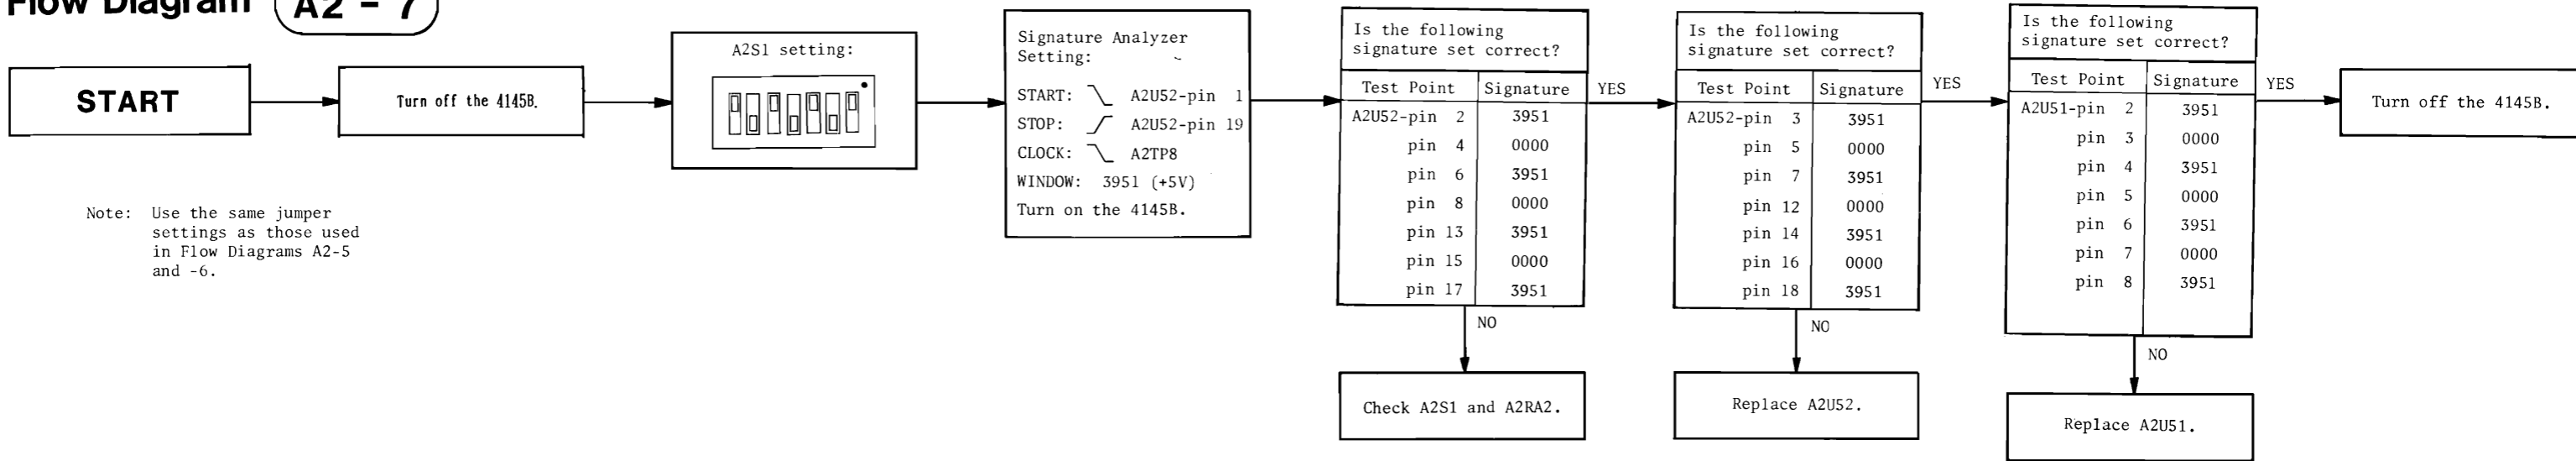 Flow Diagram A2 - 7
START
Turn off the 4145B.
Note: Use the same jumper
settings as those used
in Flow Diagrams A2-5
and -6.
A2S1 setting:
Signature Analyzer
Setting:
START: A2U52-pin 1
STOP: A2U52-pin 19
CLOCK: A2TP8
WINDOW: 3951 (+5V)
Turn on the 4145B.
Is the following
signature set correct?
Test Point Signature
A2U52-pin 2 3951
pin 4 0000
pin 6 3951
pin 8 0000
pin 13 3951
pin 15 0000
pin 17 3951
YES
NO
Check A2S1 and A2RA2.
Is the following
signature set correct?
Test Point Signature
A2U52-pin 3 3951
pin 5 0000
pin 7 3951
pin 12 0000
pin 14 3951
pin 16 0000
pin 18 3951
YES
NO
Replace A2U52.
Is the following
signature set correct?
Test Point Signature
A2U51-pin 2 3951
pin 3 0000
pin 4 3951
pin 5 0000
pin 6 3951
pin 7 0000
pin 8 3951
YES
NO
Replace A2U51.
Turn off the 4145B.